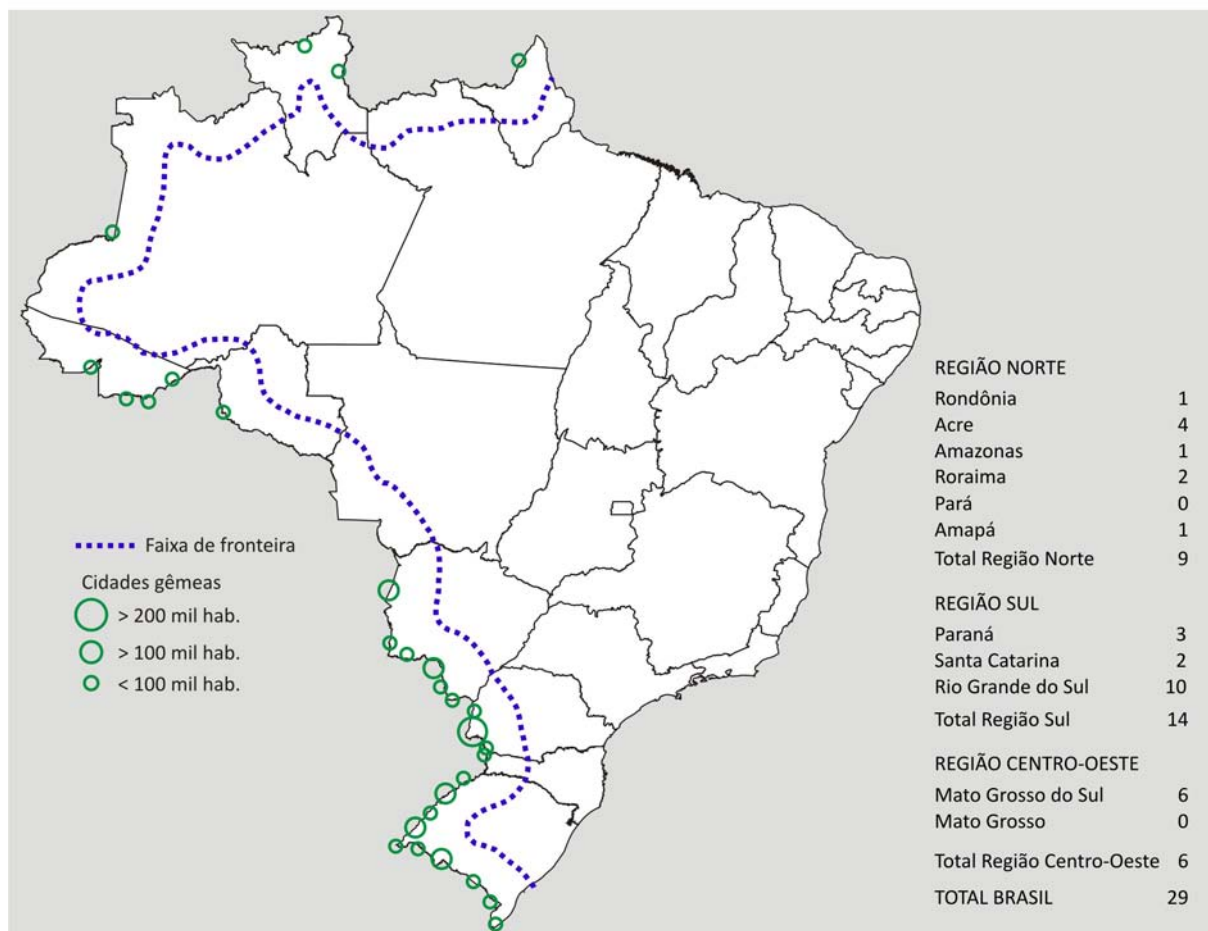 Faixa de fronteira
Cidades gêmeas
> 200 mil hab.
> 100 mil hab.
< 100 mil hab.
REGIÃO NORTE
Rondônia 1
Acre 4
Amazonas 1
Roraima 2
Pará 0
Amapá 1
Total Região Norte 9
REGIÃO SUL
Paraná 3
Santa Catarina 2
Rio Grande do Sul 10
Total Região Sul 14
REGIÃO CENTRO-OESTE
Mato Grosso do Sul 6
Mato Grosso 0
Total Região Centro-Oeste 6
TOTAL BRASIL 29